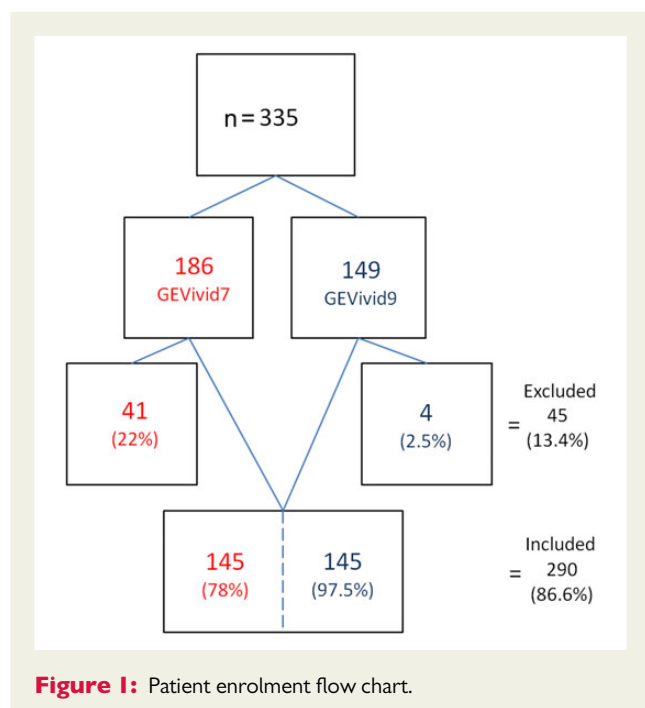 n=335
186
GEVivid7
149
GEVivid9
41
(22%)
4
(2.5%)
Excluded
= 45
(13.4%)
145
(78%)
145
(97.5%)
Included
= 290
(86.6%)
Figure 1: Patient enrolment flow chart.